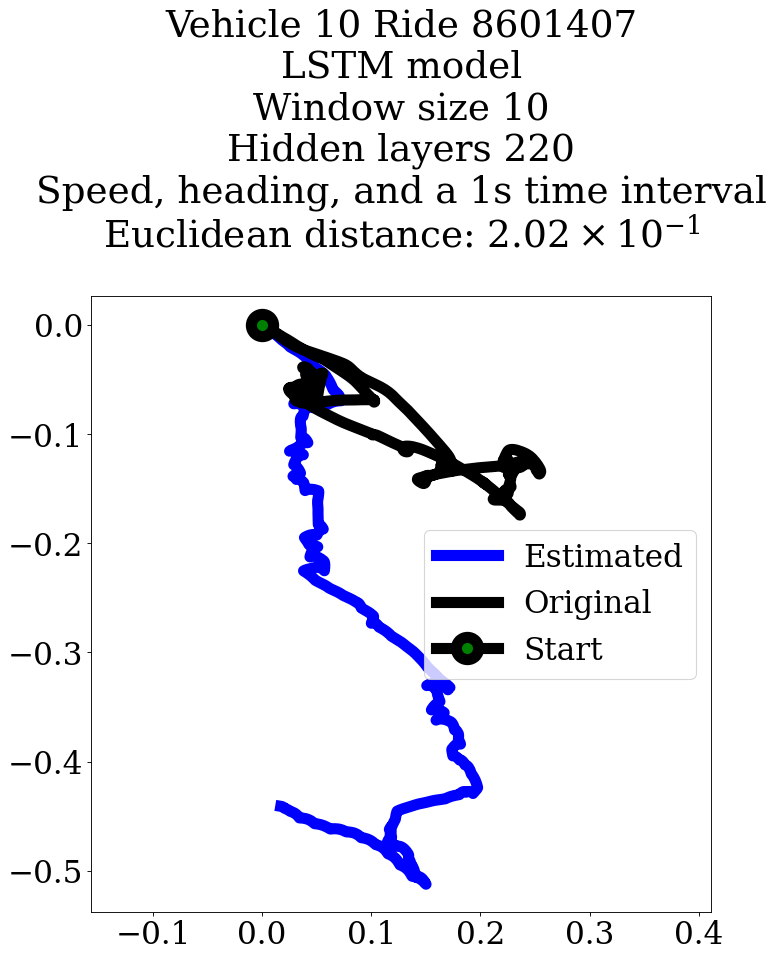 Vehicle 10 Ride 8601407
LSTM model
Window size 10
Hidden layers 220
Speed, heading, and a 1s time interval
Euclidean distance: 2.02 × 10⁻¹
0.0
−0.1
−0.2
−0.3
−0.4
−0.5
Estimated
Original
Start
−0.1 0.0 0.1 0.2 0.3 0.4